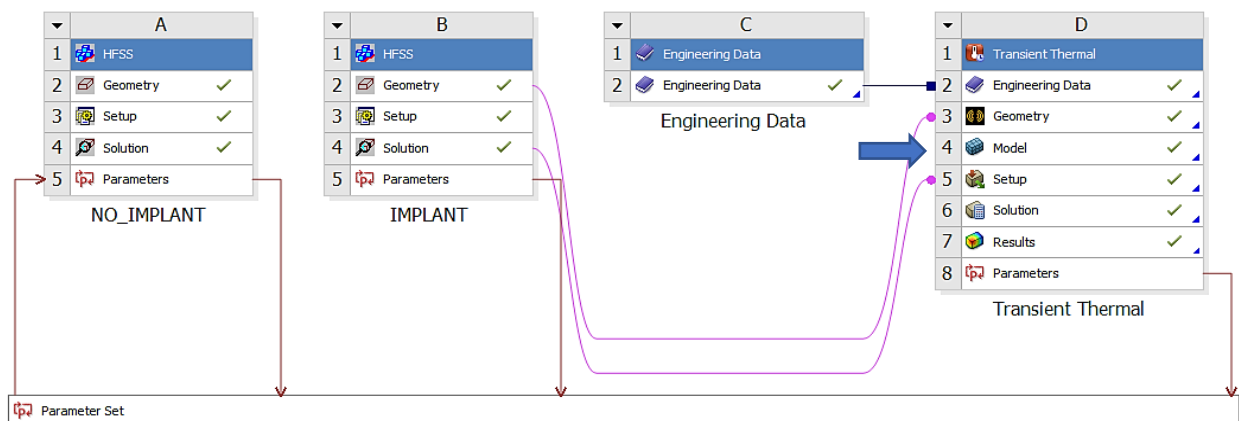 A
1 HFSS
2 Geometry
3 Setup
4 Solution
5 Parameters
NO_IMPLANT
B
1 HFSS
2 Geometry
3 Setup
4 Solution
5 Parameters
IMPLANT
C
1 Engineering Data
2 Engineering Data
Engineering Data
D
1 Transient Thermal
2 Engineering Data
3 Geometry
4 Model
5 Setup
6 Solution
7 Results
8 Parameters
Transient Thermal
Parameter Set